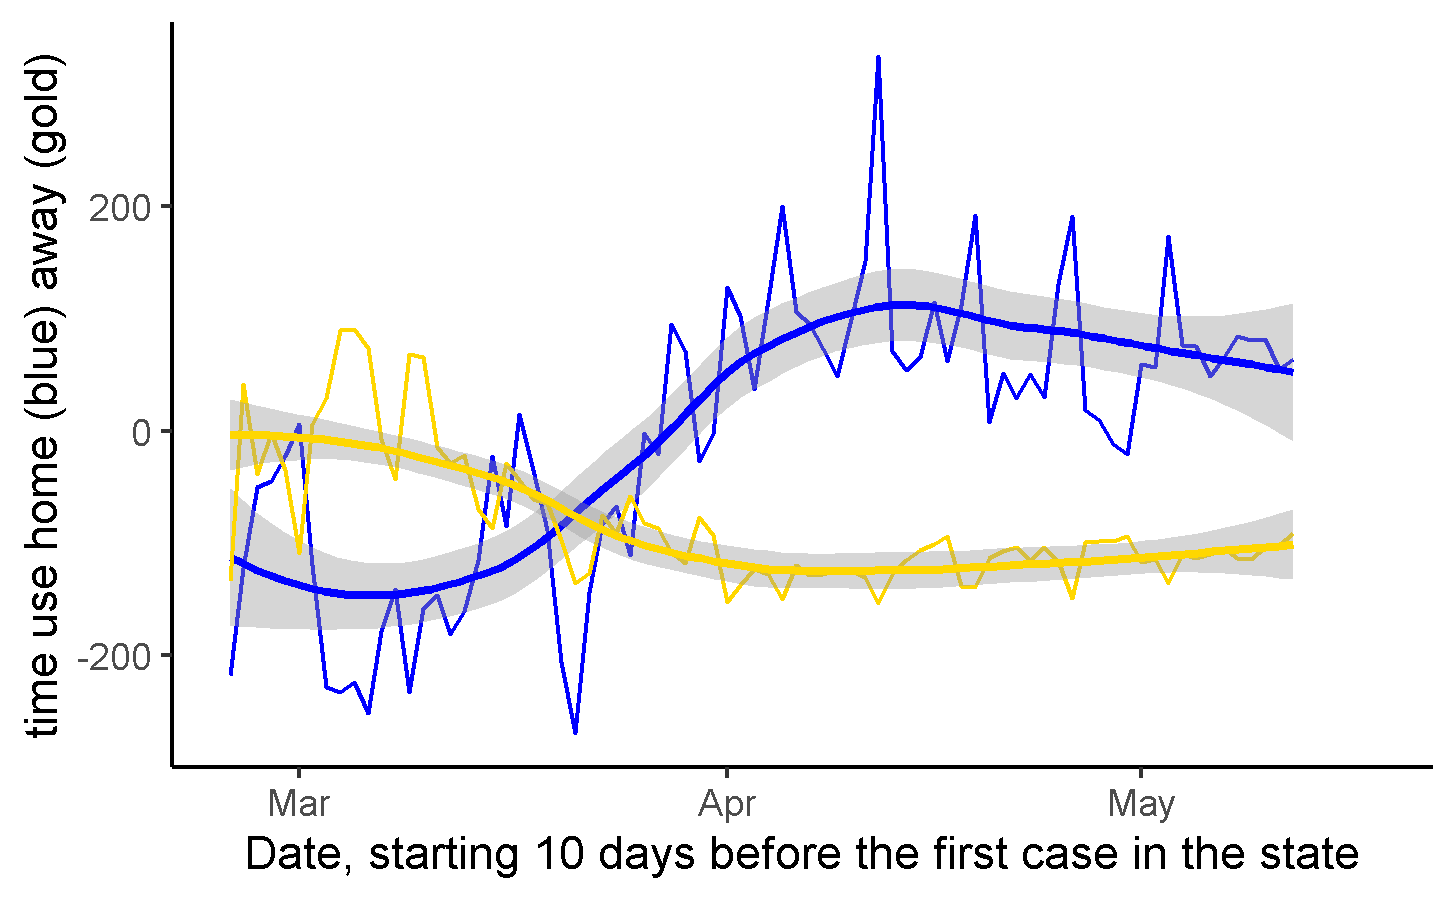 time use home (blue) away (gold)
200
0
-200
Mar
Apr
May
Date, starting 10 days before the first case in the state